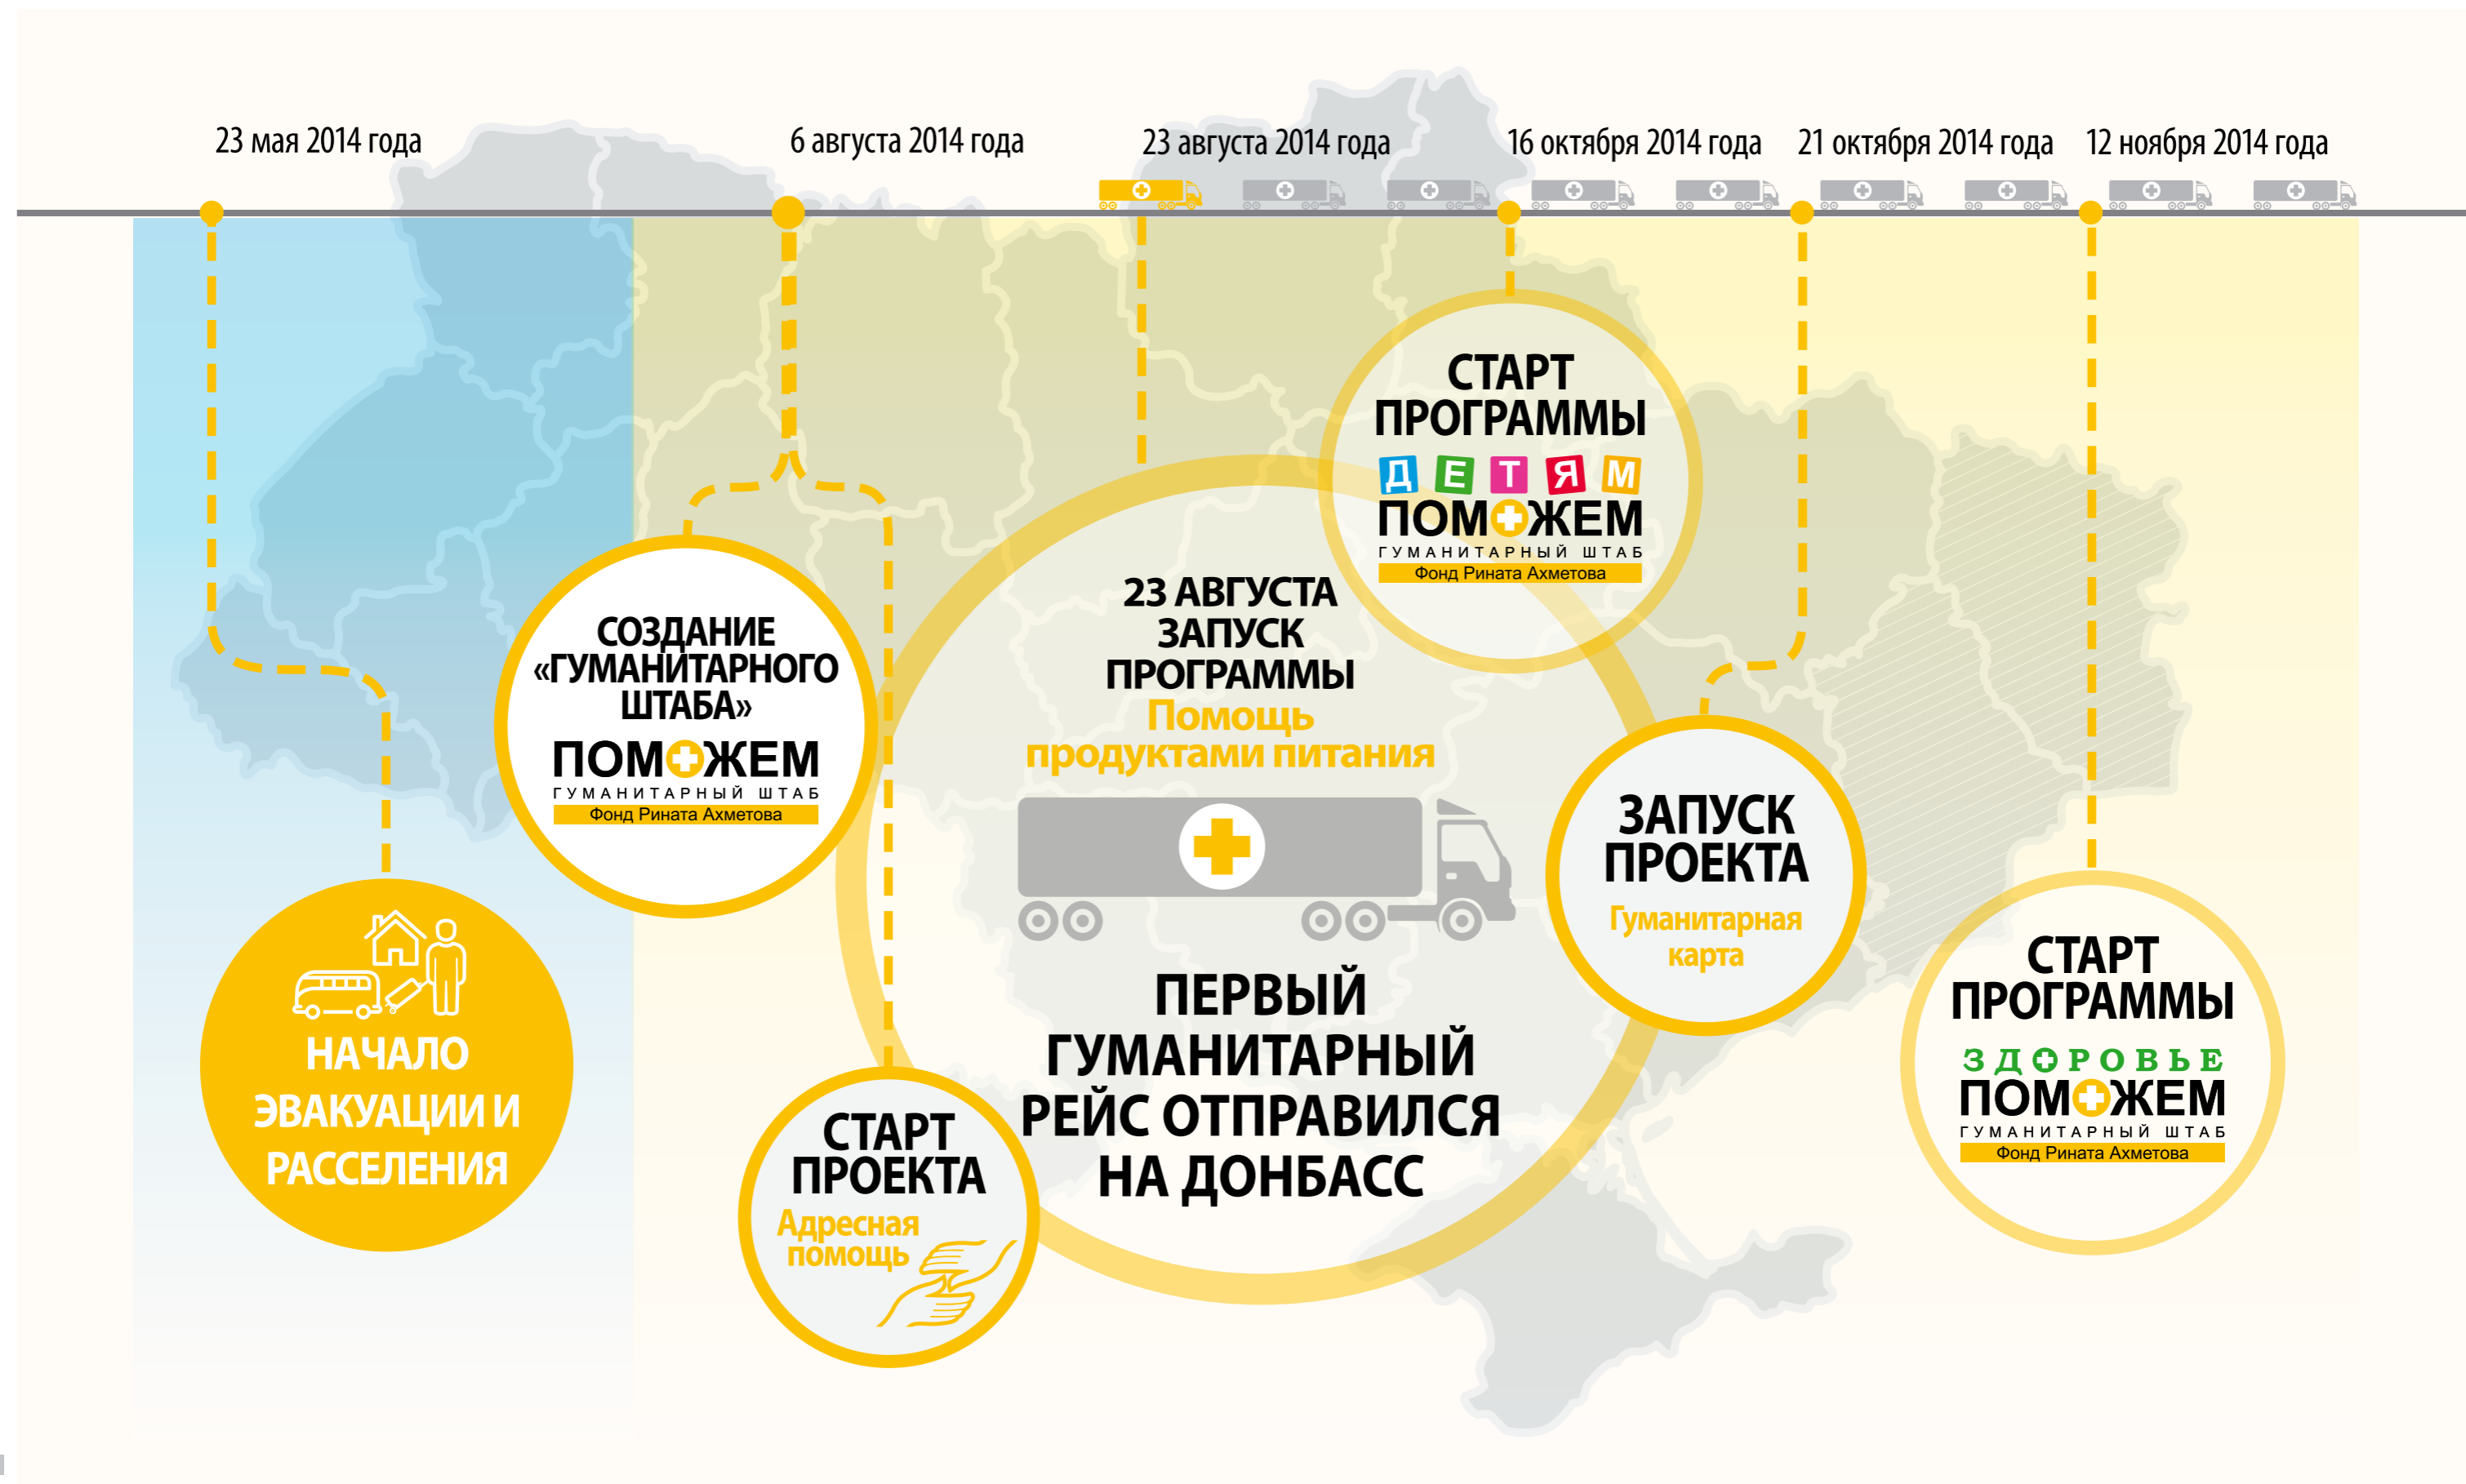 23 мая 2014 года
6 августа 2014 года
23 августа 2014 года
16 октября 2014 года
21 октября 2014 года
12 ноября 2014 года
НАЧАЛО
ЭВАКУАЦИИ И
РАССЕЛЕНИЯ
СОЗДАНИЕ
«ГУМАНИТАРНОГО
ШТАБА»
ПОМОЖЕМ
ГУМАНИТАРНЫЙ ШТАБ
Фонд Рината Ахметова
СТАРТ
ПРОЕКТА
Адресная
помощь
23 АВГУСТА
ЗАПУСК
ПРОГРАММЫ
Помощь
продуктами питания
ПЕРВЫЙ
ГУМАНИТАРНЫЙ
РЕЙС ОТПРАВИЛСЯ
НА ДОНБАСС
СТАРТ
ПРОГРАММЫ
ДЕТЯМ
ПОМОЖЕМ
ГУМАНИТАРНЫЙ ШТАБ
Фонд Рината Ахметова
ЗАПУСК
ПРОЕКТА
Гуманитарная
карта
СТАРТ
ПРОГРАММЫ
ЗДОРОВЬЕ
ПОМОЖЕМ
ГУМАНИТАРНЫЙ ШТАБ
Фонд Рината Ахметова